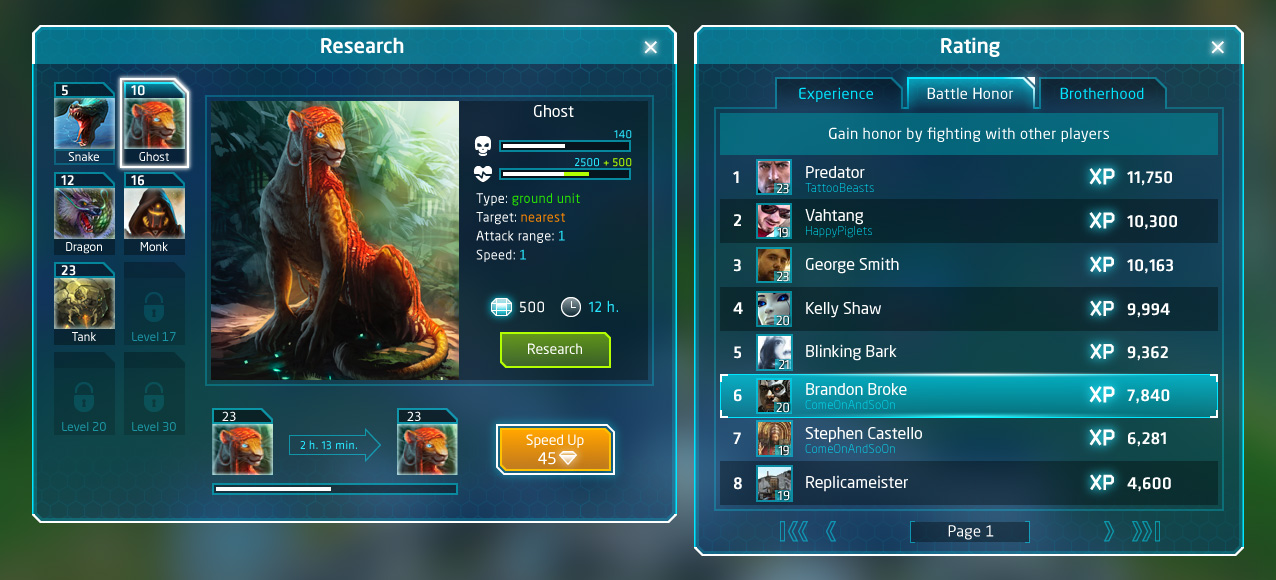 Research
5
Snake
10
Ghost
12
Dragon
16
Monk
23
Tank
Level 17
Level 20
Level 30
Ghost
140
2500 + 500
Type: ground unit
Target: nearest
Attack range: 1
Speed: 1
500
12 h.
Research
23
2 h. 13 min.
23
Speed Up
45
Rating
Experience
Battle Honor
Brotherhood
Gain honor by fighting with other players
1 23 Predator XP 11,750
TattooBeasts
2 19 Vahtang XP 10,300
HappyPiglets
3 23 George Smith XP 10,163
4 20 Kelly Shaw XP 9,994
5 21 Blinking Bark XP 9,362
6 20 Brandon Broke XP 7,840
ComeOnAndSoOn
7 19 Stephen Castello XP 6,281
ComeOnAndSoOn
8 19 Replicameister XP 4,600
Page 1